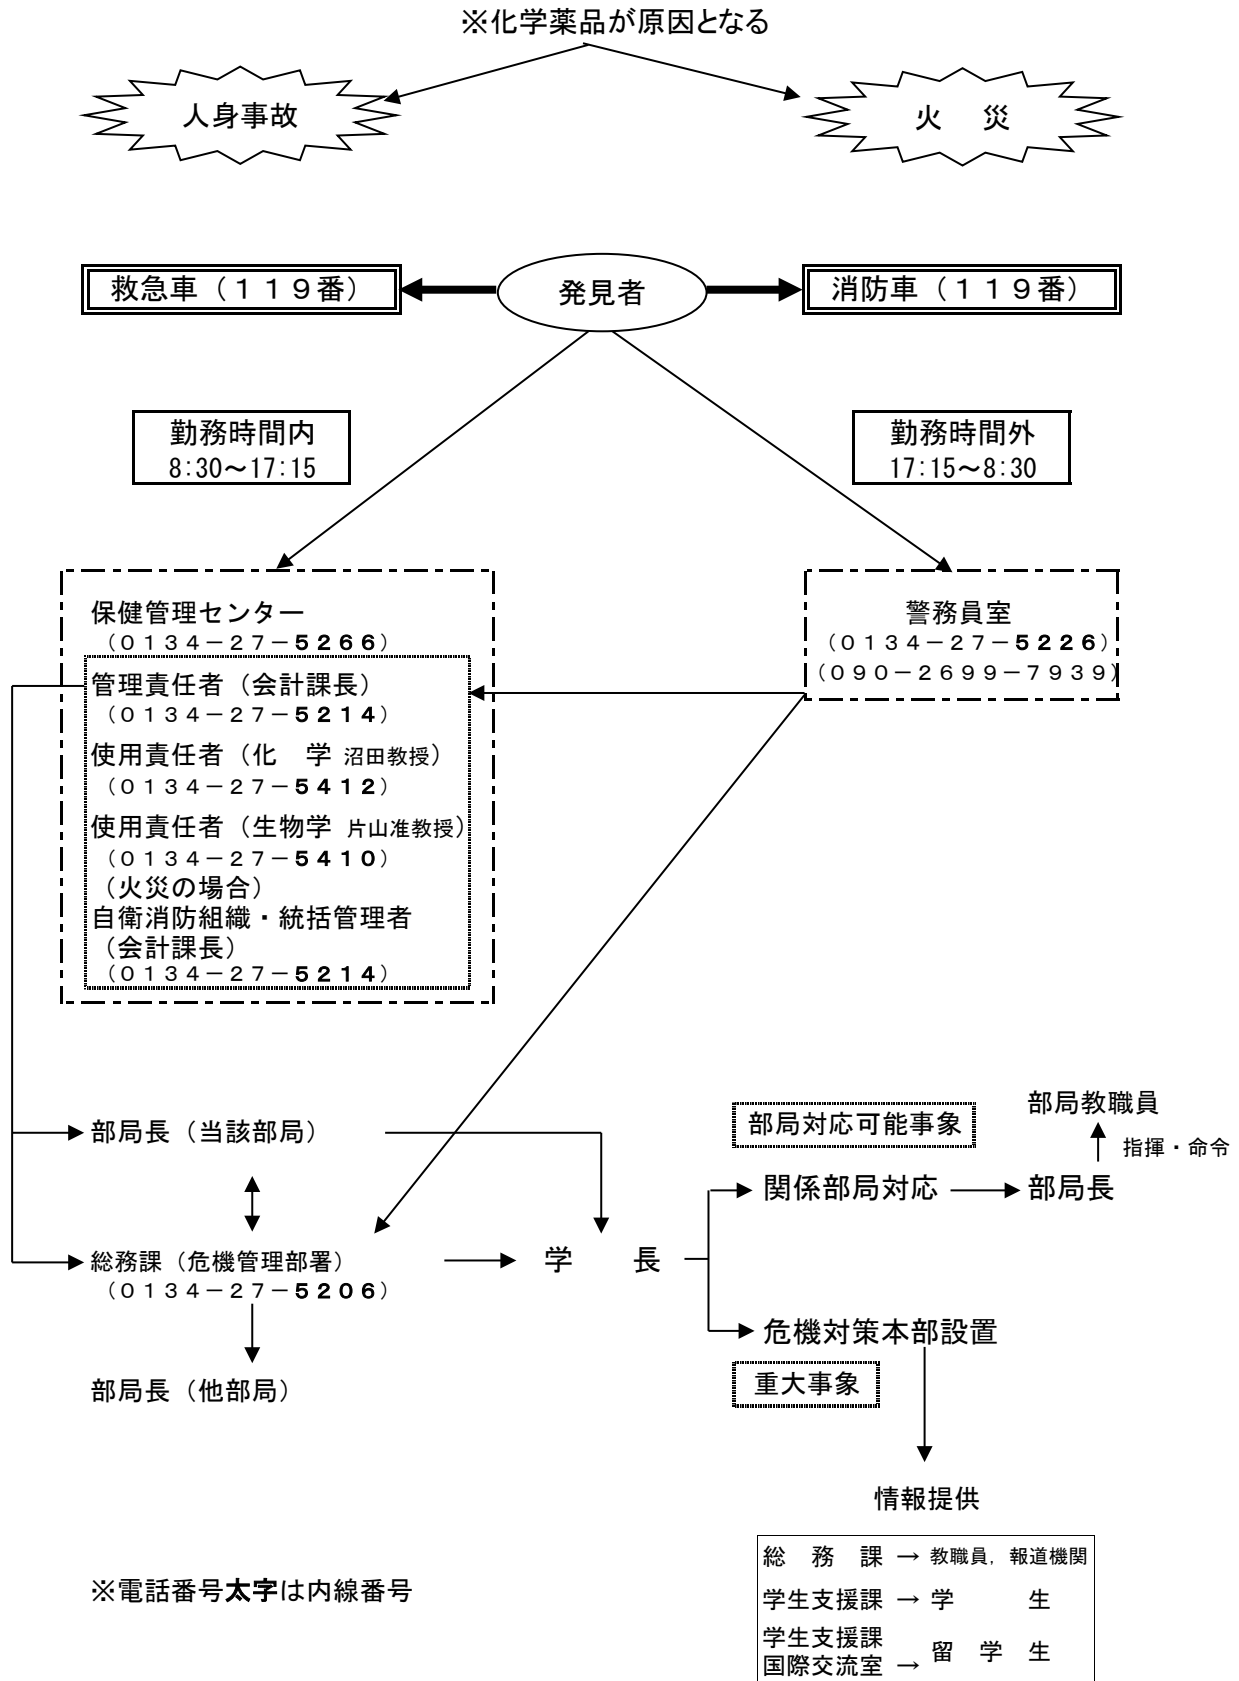 ※化学薬品が原因となる
人身事故
火　災
救急車（１１９番）
発見者
消防車（１１９番）
勤務時間内
8:30～17:15
勤務時間外
17:15～8:30
保健管理センター
（０１３４－２７－５２６６）
管理責任者（会計課長）
（０１３４－２７－５２１４）
使用責任者（化　学 沼田教授）
（０１３４－２７－５４１２）
使用責任者（生物学 片山准教授）
（０１３４－２７－５４１０）
（火災の場合）
自衛消防組織・統括管理者
（会計課長）
（０１３４－２７－５２１４）
警務員室
（０１３４－２７－５２２６）
（０９０－２６９９－７９３９）
部局長（当該部局）
総務課（危機管理部署）
（０１３４－２７－５２０６）
部局長（他部局）
学　長
部局対応可能事象
関係部局対応
部局長
部局教職員
指揮・命令
危機対策本部設置
重大事象
情報提供
総　務　課 → 教職員，報道機関
学生支援課 → 学　生
学生支援課
国際交流室 → 留　学　生
※電話番号太字は内線番号